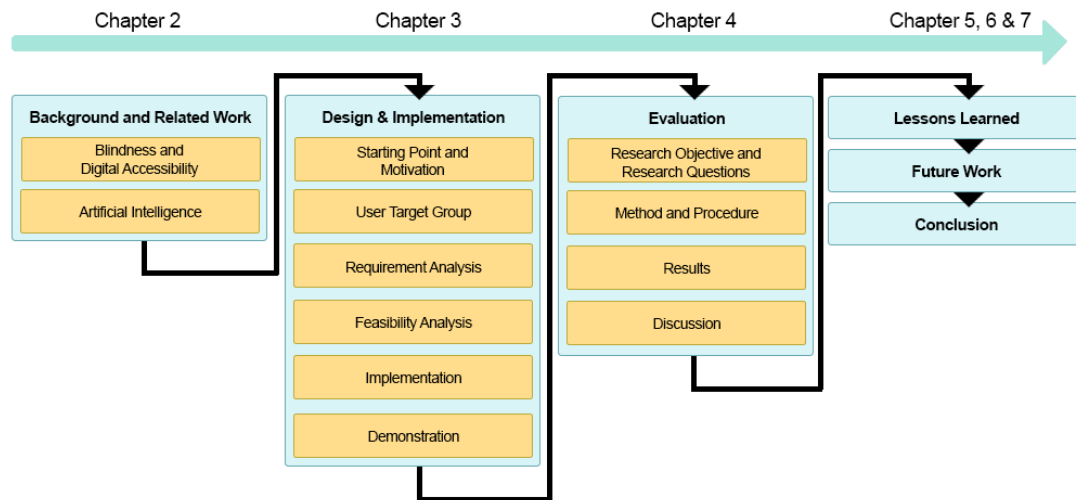 Chapter 2
Chapter 3
Chapter 4
Chapter 5, 6 & 7
Background and Related Work
Blindness and
Digital Accessibility
Artificial Intelligence
Design & Implementation
Starting Point and
Motivation
User Target Group
Requirement Analysis
Feasibility Analysis
Implementation
Demonstration
Evaluation
Research Objective and
Research Questions
Method and Procedure
Results
Discussion
Lessons Learned
Future Work
Conclusion